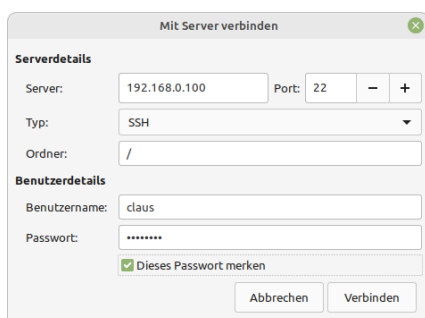 Mit Server verbinden
Serverdetails
Server: 192.168.0.100 Port: 22 − +
Typ: SSH
Ordner: /
Benutzerdetails
Benutzername: claus
Passwort: ••••••••
Dieses Passwort merken
Abbrechen Verbinden